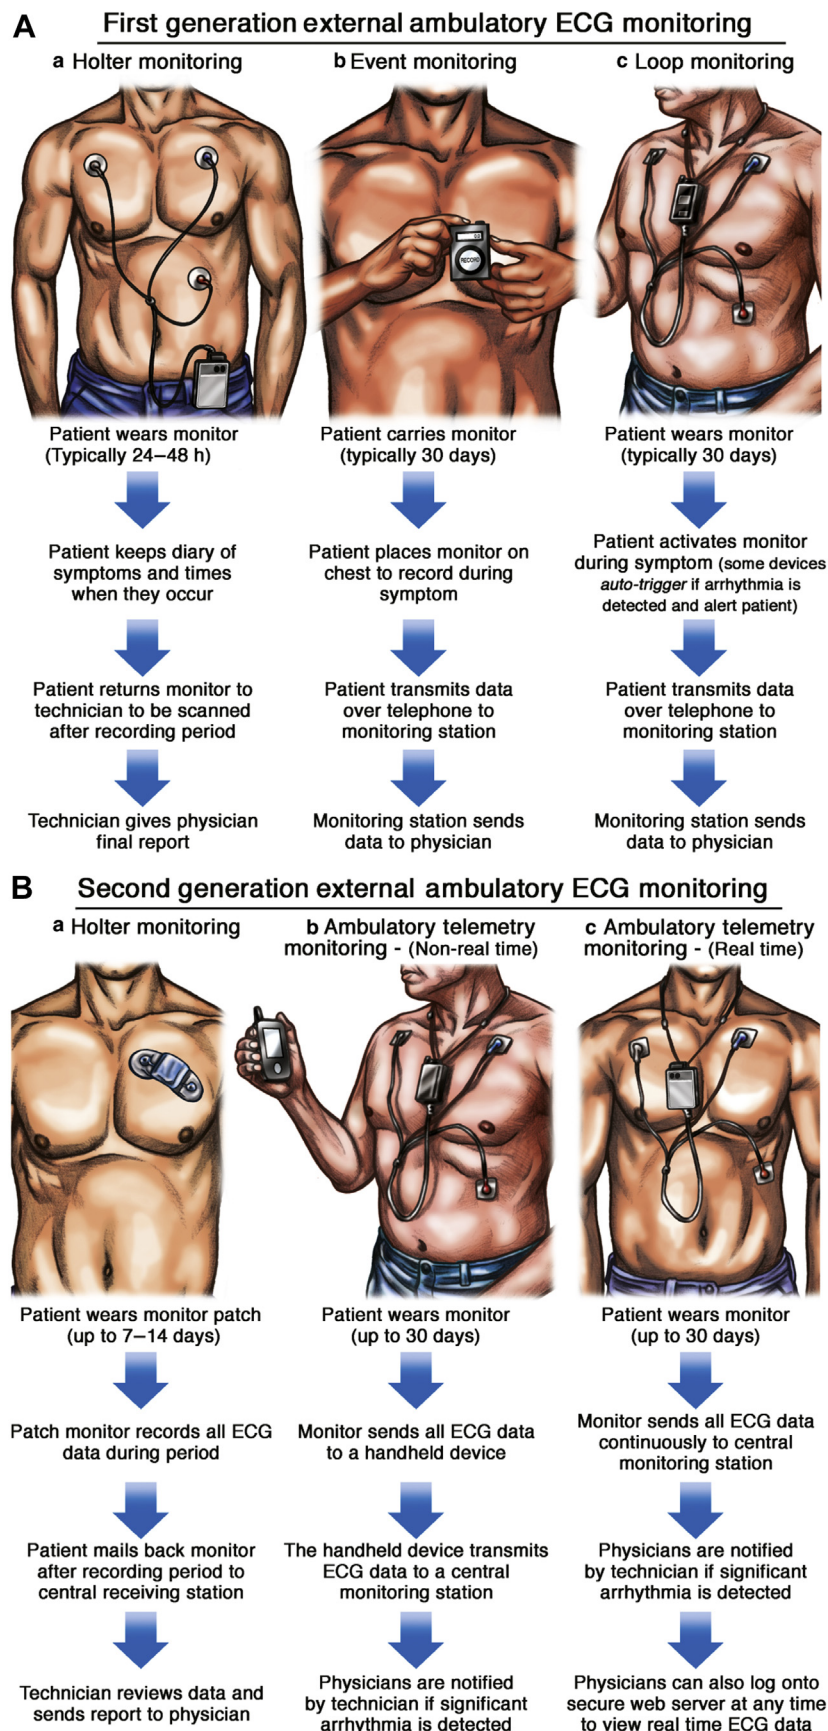 A First generation external ambulatory ECG monitoring
a Holter monitoring
b Event monitoring
c Loop monitoring
RECORD
Patient wears monitor
(Typically 24–48 h)
Patient carries monitor
(typically 30 days)
Patient wears monitor
(typically 30 days)
Patient keeps diary of
symptoms and times
when they occur
Patient places monitor on
chest to record during
symptom
Patient activates monitor
during symptom (some devices
auto-trigger if arrhythmia is
detected and alert patient)
Patient returns monitor to
technician to be scanned
after recording period
Patient transmits data
over telephone to
monitoring station
Patient transmits data
over telephone to
monitoring station
Technician gives physician
final report
Monitoring station sends
data to physician
Monitoring station sends
data to physician
B Second generation external ambulatory ECG monitoring
a Holter monitoring
b Ambulatory telemetry
monitoring - (Non-real time)
c Ambulatory telemetry
monitoring - (Real time)
Patient wears monitor patch
(up to 7–14 days)
Patient wears monitor
(up to 30 days)
Patient wears monitor
(up to 30 days)
Patch monitor records all ECG
data during period
Monitor sends all ECG data
to a handheld device
Monitor sends all ECG data
continuously to central
monitoring station
Patient mails back monitor
after recording period to
central receiving station
The handheld device transmits
ECG data to a central
monitoring station
Physicians are notified
by technician if significant
arrhythmia is detected
Technician reviews data and
sends report to physician
Physicians are notified
by technician if significant
arrhythmia is detected
Physicians can also log onto
secure web server at any time
to view real time ECG data